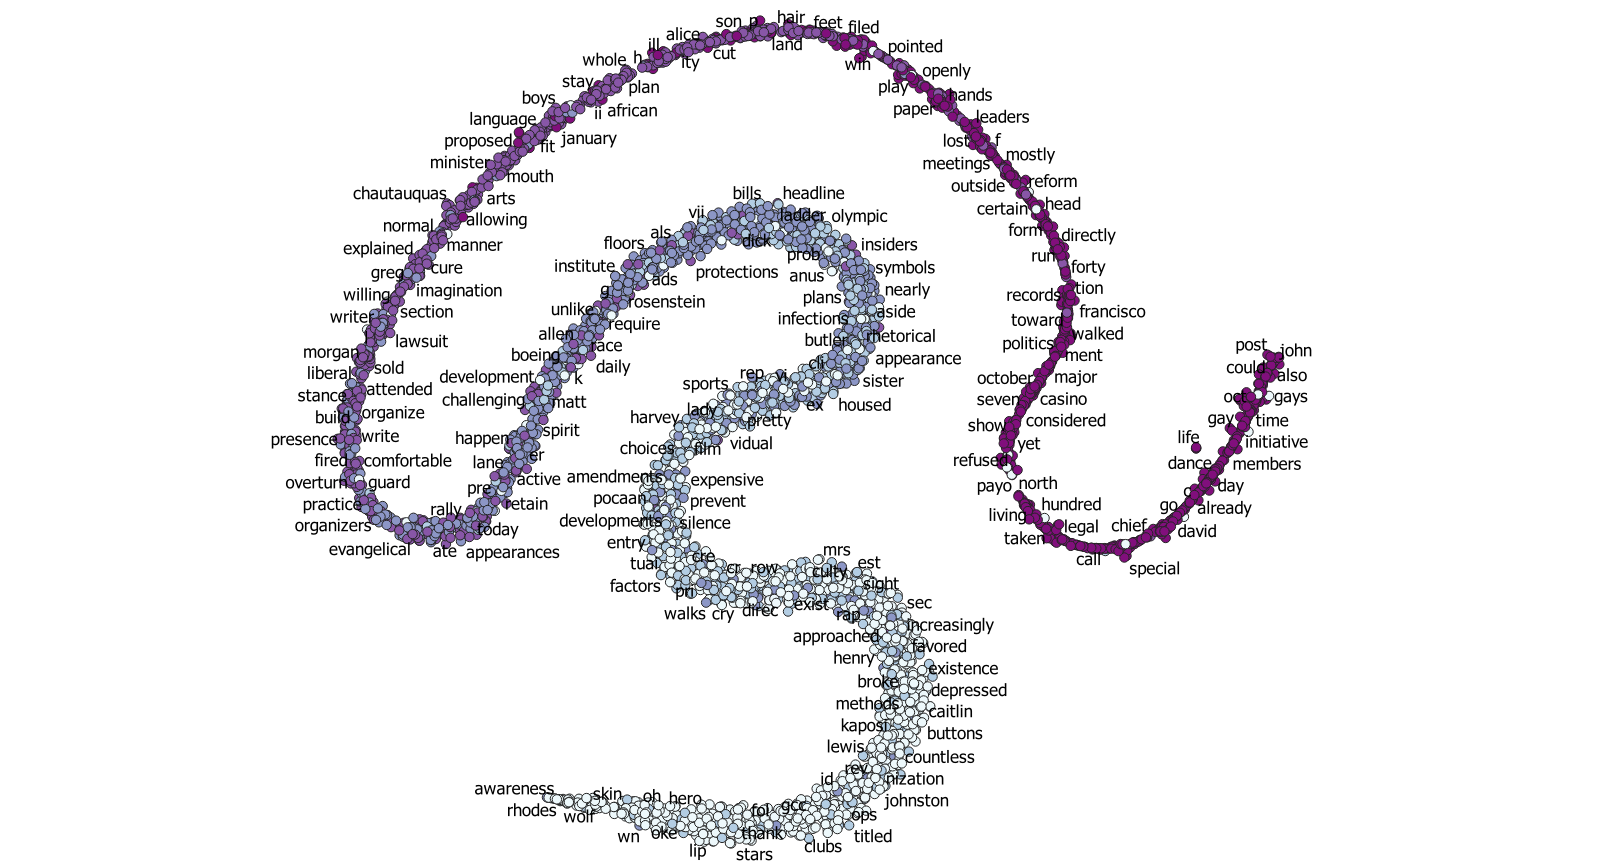 son p
hair
feet
filed
alice
land
ill
cut
ity
pointed
whole
h
win
openly
stay
plan
play
hands
boys
ii
african
paper
leaders
language
january
lost
f
proposed
fit
mostly
minister
mouth
meetings
reform
chautauquas
arts
outside
head
allowing
certain
normal
form
directly
manner
explained
run
forty
greg
cure
imagination
records
tion
willing
section
francisco
writer
toward
walked
lawsuit
politics
ment
morgan
sold
october
major
liberal
attended
seven
casino
stance
organize
considered
build
show
yet
presence
write
refused
fired
comfortable
payo
north
overturn
guard
hundred
practice
living
legal
organizers
taken
chief
evangelical
call
special
rally
ate
appearances
today
retain
pre
active
lane
er
happen
spirit
challenging
matt
development
k
boeing
daily
allen
race
unlike
require
g
rosenstein
institute
ads
protections
floors
als
vii
dick
bills
headline
ladder
olympic
prob
insiders
anus
symbols
plans
nearly
infections
aside
butler
rhetorical
appearance
cli
sister
rep
vi
ex
housed
sports
pretty
lady
vidual
harvey
film
choices
amendments
expensive
pocaan
prevent
developments
silence
entry
cre
tual
factors
pri
cr
row
walks
cry
direc
mrs
culty
est
exist
sight
rap
sec
approached
increasingly
henry
favored
existence
broke
depressed
methods
caitlin
kaposi
buttons
lewis
countless
rev
id
nization
johnston
ops
titled
gcc
clubs
fol
thank
stars
hero
oh
oke
lip
skin
wn
wolf
awareness
rhodes
post
john
could
also
oct
gays
gay
time
life
initiative
dance
members
day
go
already
david